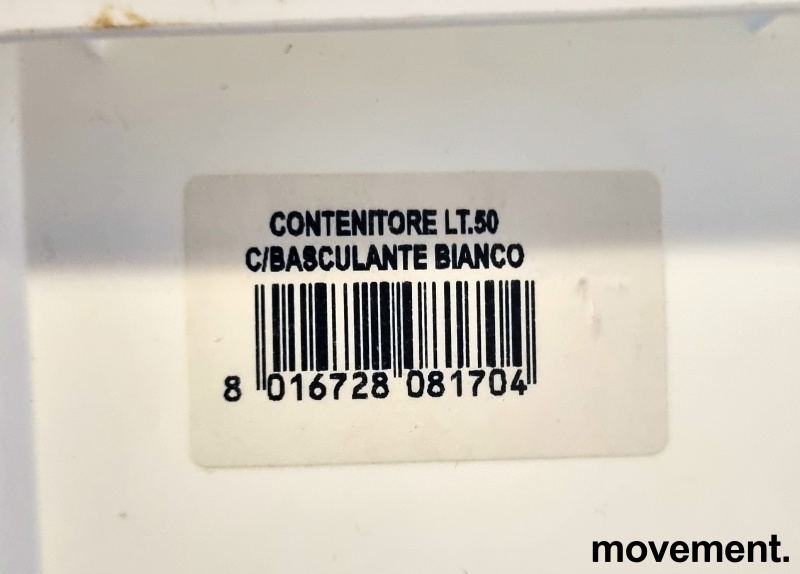 CONTENITORE LT.50
C/BASCULANTE BIANCO
8 016728 081704
movement.